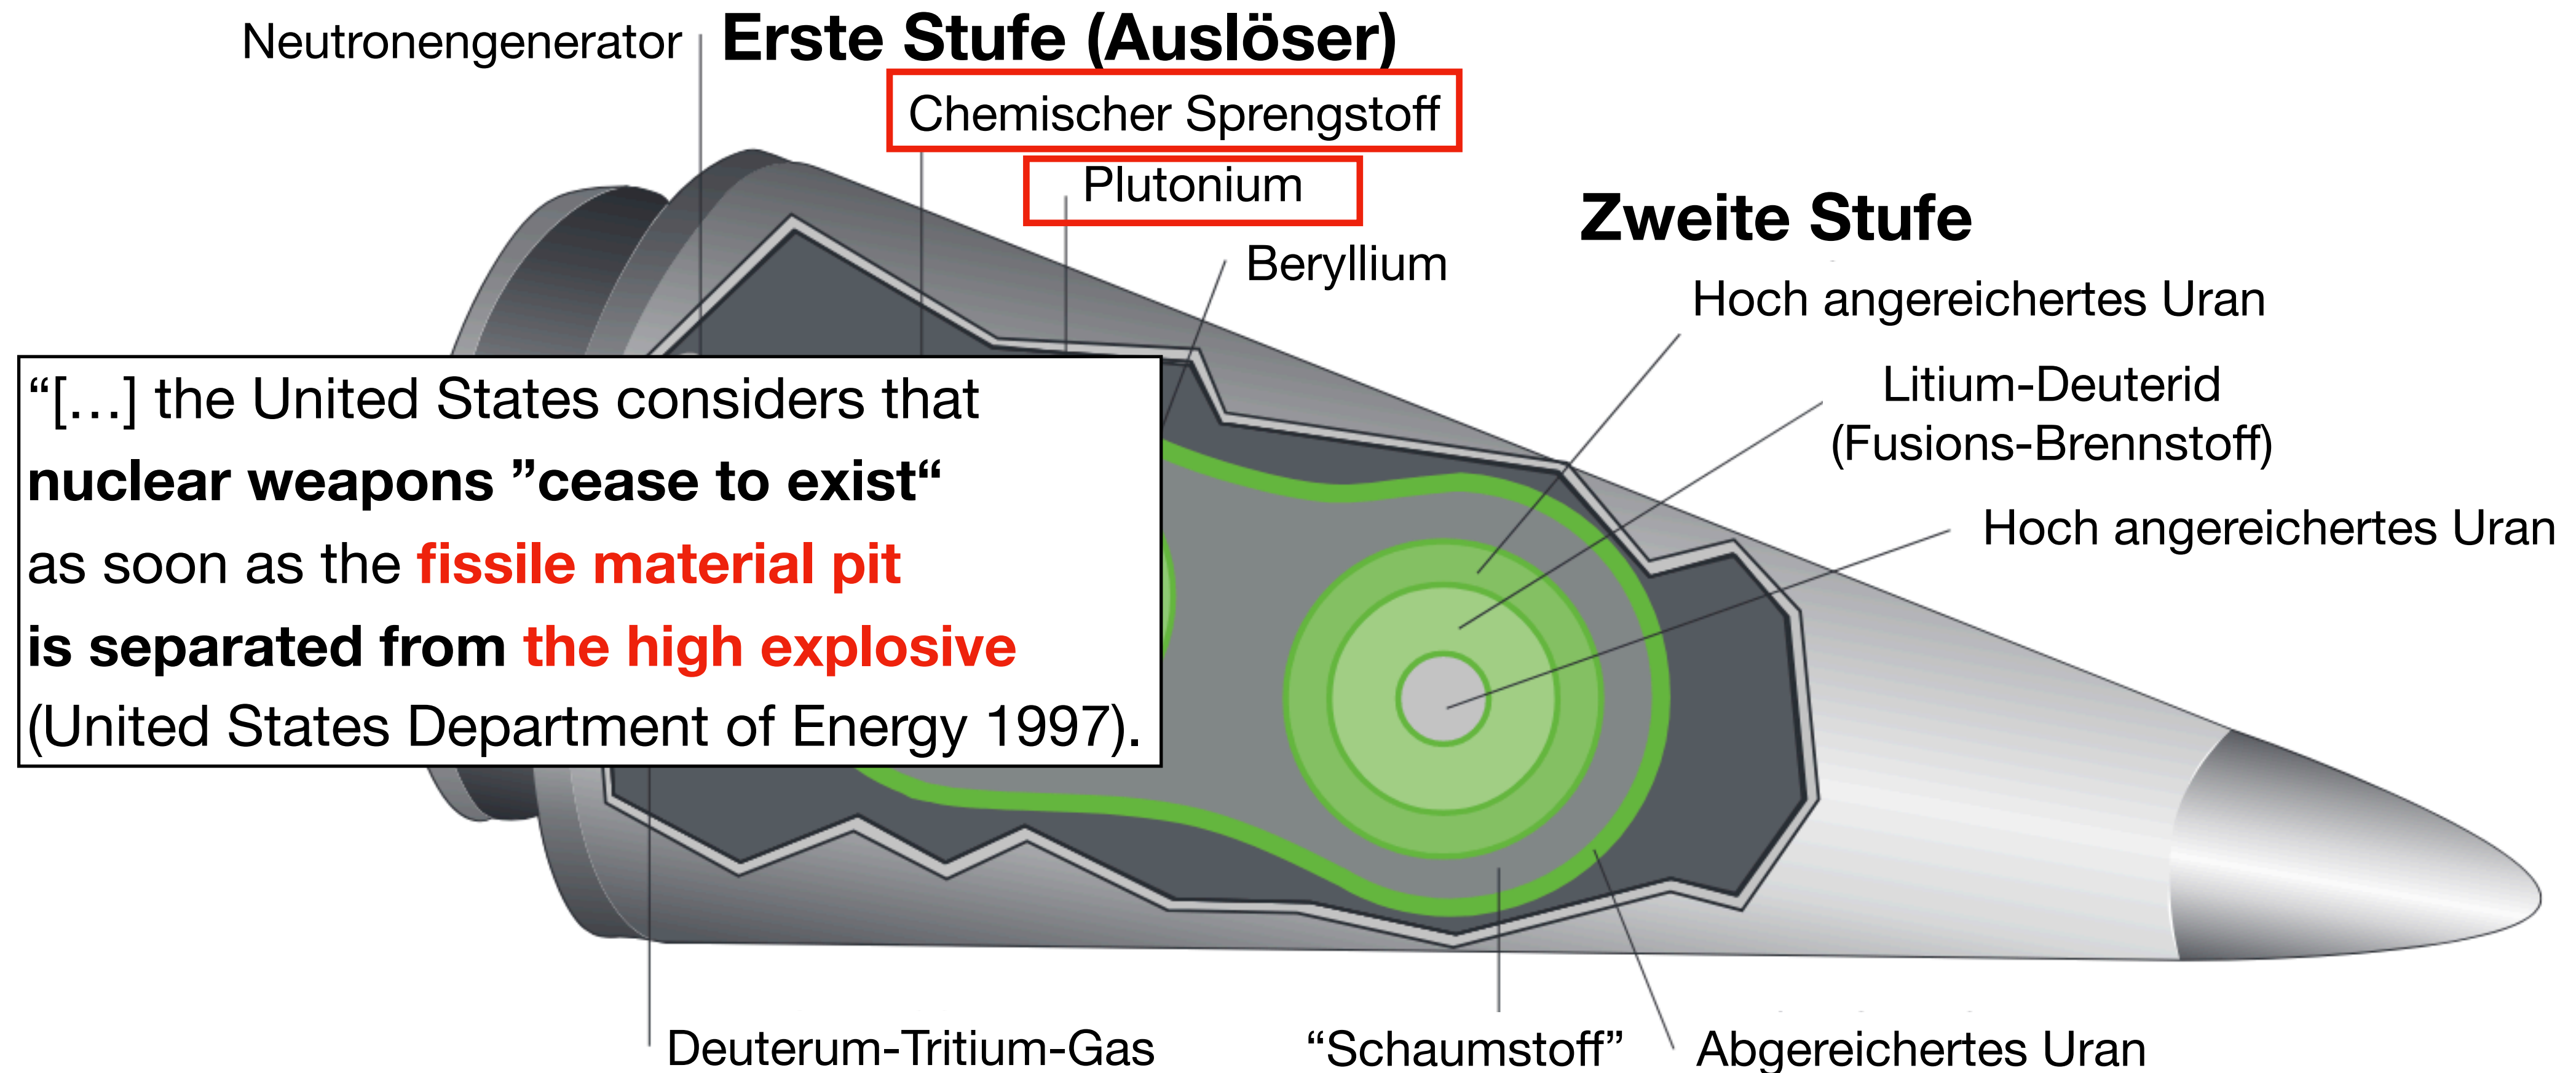 Neutronengenerator
Erste Stufe (Auslöser)
Chemischer Sprengstoff
Plutonium
Beryllium
Zweite Stufe
Hoch angereichertes Uran
Litium-Deuterid
(Fusions-Brennstoff)
Hoch angereichertes Uran
“[…] the United States considers that
nuclear weapons ”cease to exist“
as soon as the fissile material pit
is separated from the high explosive
(United States Department of Energy 1997).
Deuterum-Tritium-Gas
“Schaumstoff”
Abgereichertes Uran